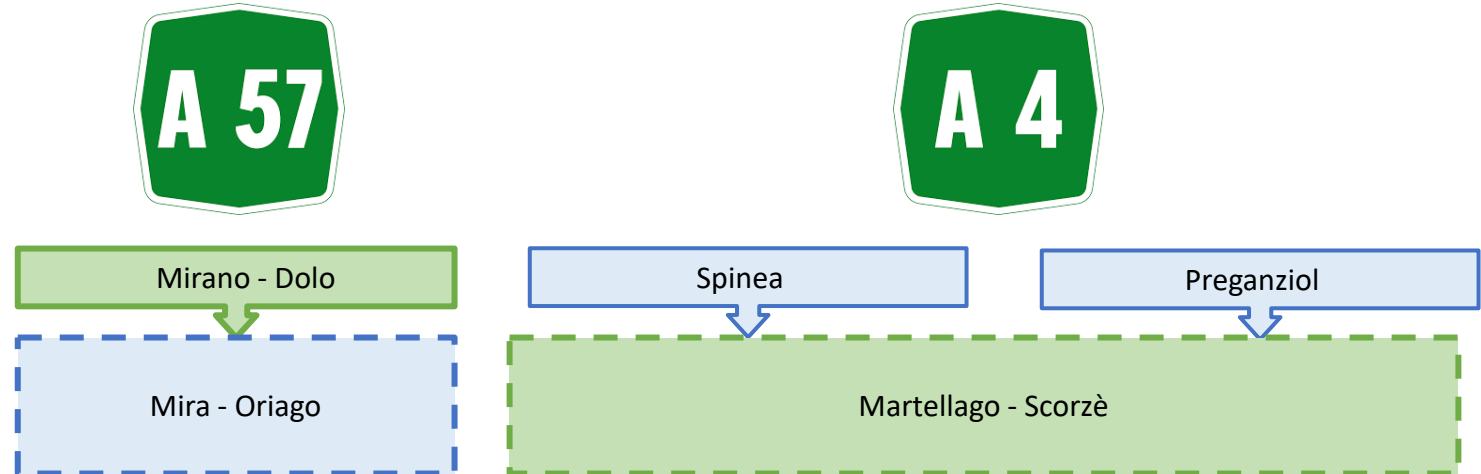 A 57
A 4
Mirano - Dolo
Spinea
Preganziol
Mira - Oriago
Martellago - Scorzè